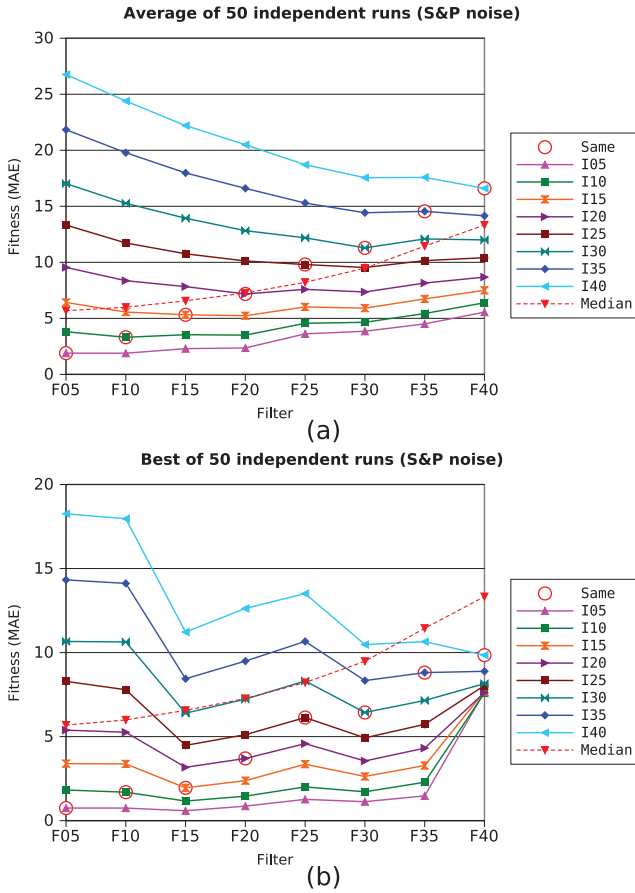 Average of 50 independent runs (S&P noise)
30
25
20
15
10
5
0
Fitness (MAE)
F05 F10 F15 F20 F25 F30 F35 F40
Filter
Same
I05
I10
I15
I20
I25
I30
I35
I40
Median
(a)
Best of 50 independent runs (S&P noise)
20
15
10
5
0
Fitness (MAE)
F05 F10 F15 F20 F25 F30 F35 F40
Filter
Same
I05
I10
I15
I20
I25
I30
I35
I40
Median
(b)